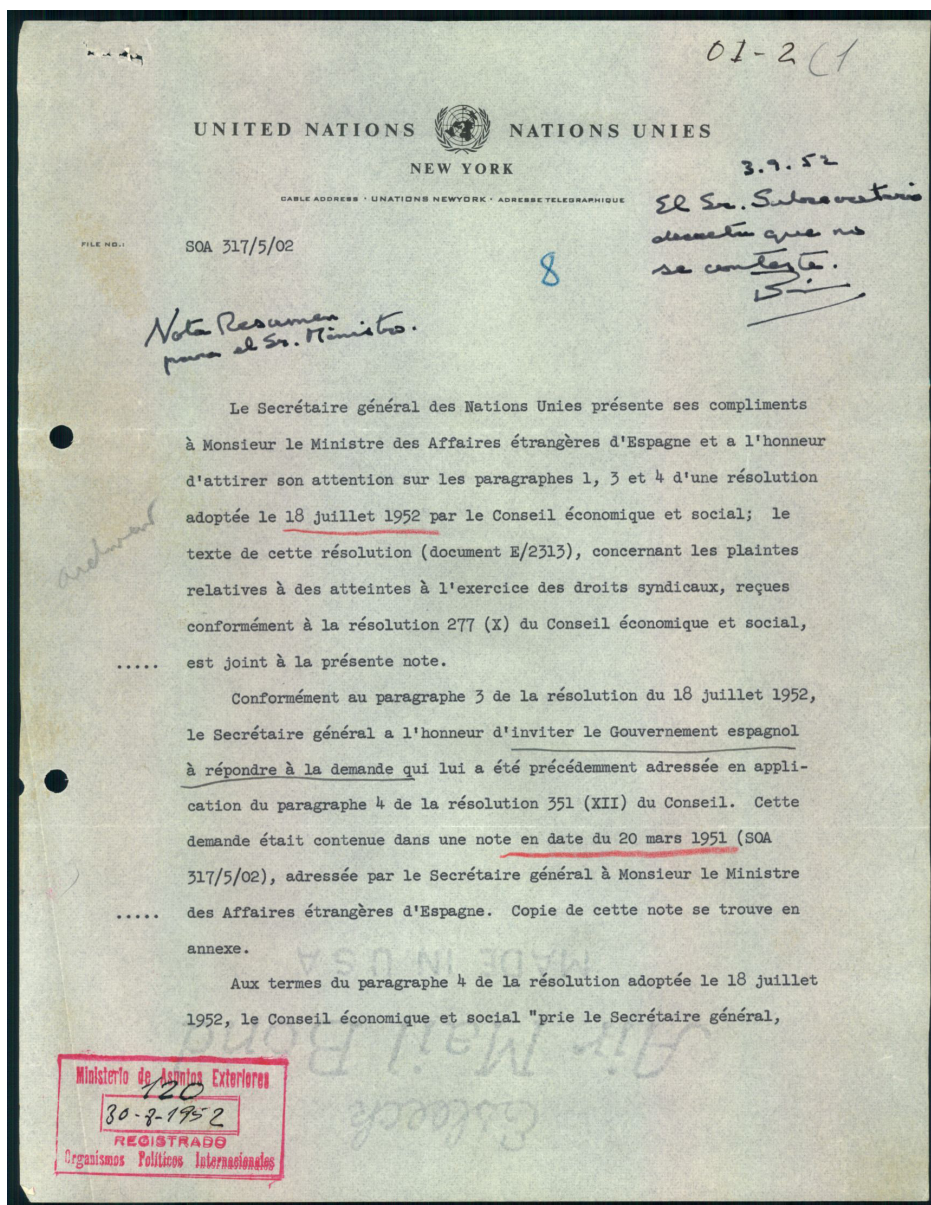 01-2 (1
UNITED NATIONS NATIONS UNIES
NEW YORK
CABLE ADDRESS · UNATIONS NEWYORK · ADRESSE TELEGRAPHIQUE
3.9.52
El Sr. Subsecretario
decreta que no
se conteste.
FILE NO.: SOA 317/5/02
8
Nota Resumen
para el Sr. Ministro.
Le Secrétaire général des Nations Unies présente ses compliments
à Monsieur le Ministre des Affaires étrangères d'Espagne et a l'honneur
d'attirer son attention sur les paragraphes 1, 3 et 4 d'une résolution
adoptée le 18 juillet 1952 par le Conseil économique et social; le
texte de cette résolution (document E/2313), concernant les plaintes
relatives à des atteintes à l'exercice des droits syndicaux, reçues
conformément à la résolution 277 (X) du Conseil économique et social,
..... est joint à la présente note.
archivar
Conformément au paragraphe 3 de la résolution du 18 juillet 1952,
le Secrétaire général a l'honneur d'inviter le Gouvernement espagnol
à répondre à la demande qui lui a été précédemment adressée en appli-
cation du paragraphe 4 de la résolution 351 (XII) du Conseil. Cette
demande était contenue dans une note en date du 20 mars 1951 (SOA
317/5/02), adressée par le Secrétaire général à Monsieur le Ministre
..... des Affaires étrangères d'Espagne. Copie de cette note se trouve en
annexe.
MADE IN USA
Aux termes du paragraphe 4 de la résolution adoptée le 18 juillet
1952, le Conseil économique et social "prie le Secrétaire général,
Air Mail Bond
Ministerio de Asuntos Exteriores
120
30-8-1952
REGISTRADO
Organismos Políticos Internacionales